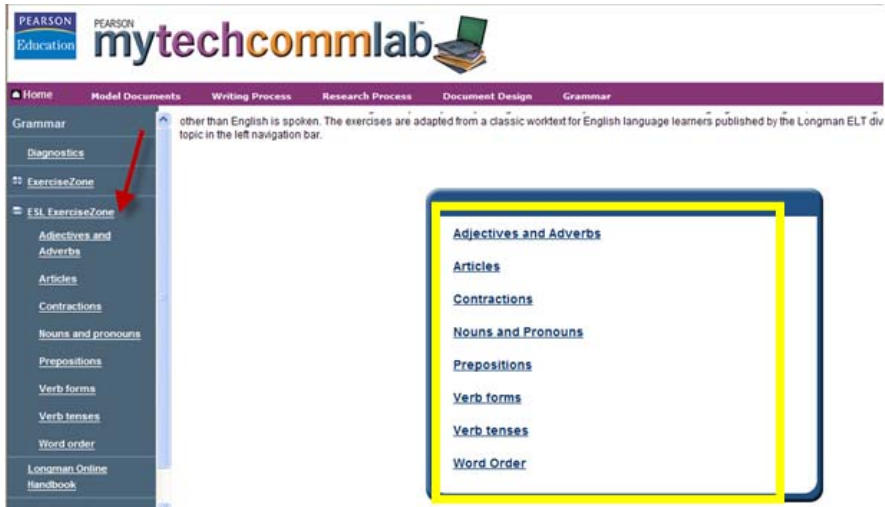 PEARSON
Education
PEARSON
mytechcommlab
Home Model Documents Writing Process Research Process Document Design Grammar
Grammar
Diagnostics
ExerciseZone
ESL ExerciseZone
Adjectives and
Adverbs
Articles
Contractions
Nouns and pronouns
Prepositions
Verb forms
Verb tenses
Word order
Longman Online
Handbook
other than English is spoken. The exercises are adapted from a classic worktext for English language learners published by the Longman ELT div
topic in the left navigation bar.
Adjectives and Adverbs
Articles
Contractions
Nouns and Pronouns
Prepositions
Verb forms
Verb tenses
Word Order